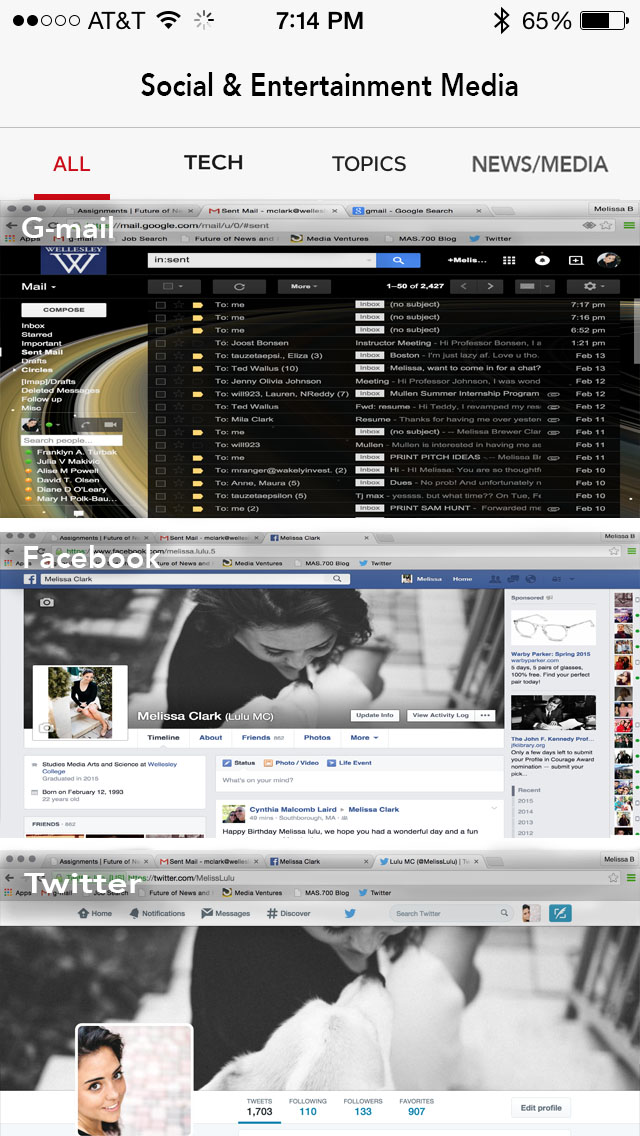 AT&T 7:14 PM 65%
Social & Entertainment Media
ALL TECH TOPICS NEWS/MEDIA
Assignments | Future of N Sent Mail - mclark@welles gmail - Google Search Melissa B
G-mail
mail.google.com/mail/u/0/#sent
Apps g-mail Job Search Future of News and Media Ventures MAS.700 Blog Twitter
WELLESLEY
W
in:sent
+Melis...
Mail
More
1–50 of 2,427
COMPOSE
Inbox
Starred
Important
Sent Mail
Drafts
Circles
[Imap]/Drafts
Deleted Messages
Follow up
Misc
Search people...
Franklyn A. Turbak
Julia V Makivic
Alise M Powell
David T. Olsen
Diane D O'Leary
Mary H Polk-Bau...
To: me Inbox (no subject) 7:17 pm
To: me Inbox (no subject) 7:16 pm
To: me Inbox (no subject) 6:52 pm
To: Joost Bonsen Instructor Meeting - Hi Professor Bonsen, I a 1:21 pm
To: tauzetaepsi., Eliza (3) Inbox Boston - I'm just lazy af. Love u tho. Feb 13
To: Ted Wallus (10) Inbox Melissa, want to come in for a chat? Feb 13
To: Jenny Olivia Johnson Meeting - Hi Professor Johnson, I was wond Feb 12
To: will923, Lauren, NReddy (7) Inbox Mullen Summer Internship Program Feb 12
To: Ted Wallus Fwd: resume - Hi Teddy, I revamped my res Feb 12
To: Mila Clark Resume - Thanks for having me over yester Feb 11
To: me Inbox (no subject) - — Melissa Brewer Clar Feb 11
To: will923 Mullen - Mullen is interested in having me as Feb 11
To: me Inbox PRINT PITCH IDEAS - — Melissa B Feb 11
To: mranger@wakelyinvest. (2) Inbox Hi - Hi Melissa: You are so thoughtf Feb 10
To: Anne, Maura (5) Inbox Dues - No prob! And unfortunately n Feb 10
To: tauzetaepsilon (5) Inbox Tj max - yessss. but what time?? On Tue, F Feb 10
To: me (2) Inbox PRINT SAM HUNT - Forwarded me Feb 10
Assignments | Future of N Sent Mail - mclark@welles Melissa Clark Melissa B
Facebook
https://www.facebook.com/melissa.lulu.5
Future of News and Media Ventures MAS.700 Blog Twitter
Melissa Clark Melissa Home
Melissa Clark (Lulu MC) Update Info View Activity Log
Timeline About Friends 662 Photos More
Studies Media Arts and Science at Wellesley
College
Graduated in 2015
Born on February 12, 1993
22 years old
FRIENDS · 662
Status Photo / Video Life Event
What's on your mind?
Cynthia Malcomb Laird Melissa Clark
49 mins · Southborough, MA ·
Happy Birthday Melissa lulu, we hope you had a wonderful day and a fun
Sponsored
Warby Parker: Spring 2015
warbyparker.com
5 days, 5 pairs of glasses,
100% free. Find your perfect
pair today!
The John F. Kennedy Prof...
jfklibrary.org
Only a few days left to
submit your Profile in
Courage Award
nomination — submit your
pick...
Recent
2015
2014
2013
2012
Assignments | Future of N Sent Mail - mclark@welles Melissa Clark Lulu MC (@MelissLulu) | Tw Melissa B
Twitter
https://twitter.com/MelissLulu
Apps Job Search Future of News and Media Ventures MAS.700 Blog Twitter
Home Notifications Messages Discover Search Twitter
TWEETS FOLLOWING FOLLOWERS FAVORITES
1,703 110 133 907
Edit profile